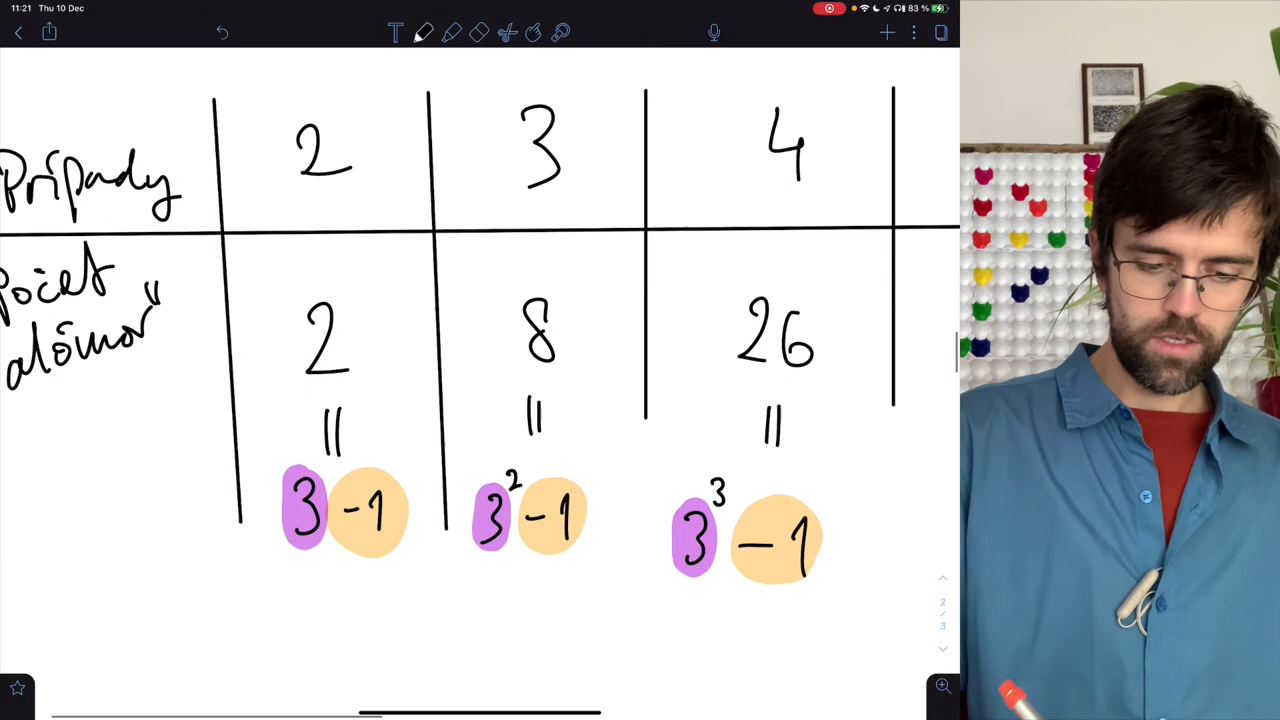 11:21 Thu 10 Dec
83 %
Prípady 2 3 4
Počet 2 8 26
= = =
3 - 1 3² - 1 3³ - 1
2
3